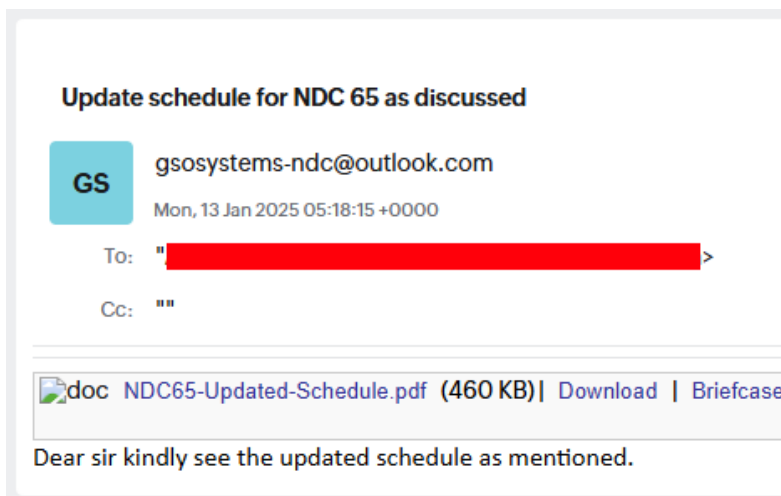 Update schedule for NDC 65 as discussed
GS
gsosystems-ndc@outlook.com
Mon, 13 Jan 2025 05:18:15 +0000
To: " >
Cc: ""
doc NDC65-Updated-Schedule.pdf (460 KB)| Download | Briefcase
Dear sir kindly see the updated schedule as mentioned.